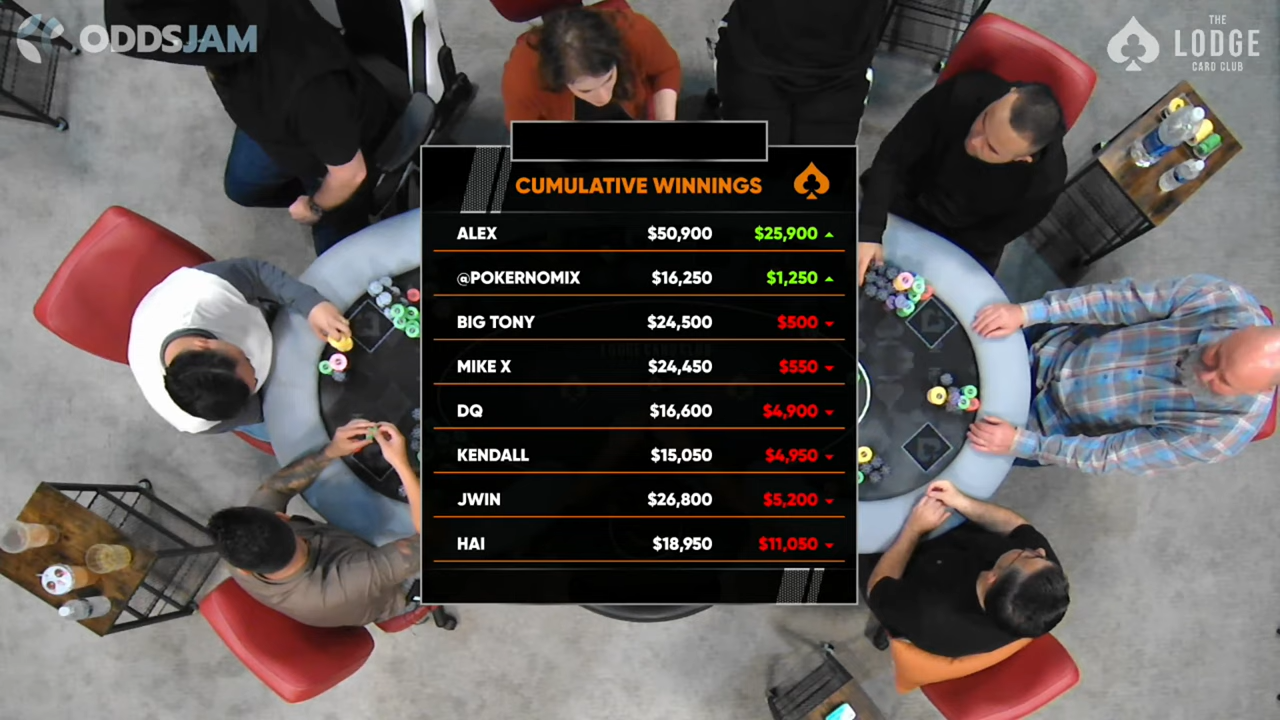 ODDSJAM
THE
LODGE
CARD CLUB
CUMULATIVE WINNINGS
ALEX $50,900 $25,900
@POKERNOMIX $16,250 $1,250
BIG TONY $24,500 $500
MIKE X $24,450 $550
DQ $16,600 $4,900
KENDALL $15,050 $4,950
JWIN $26,800 $5,200
HAI $18,950 $11,050